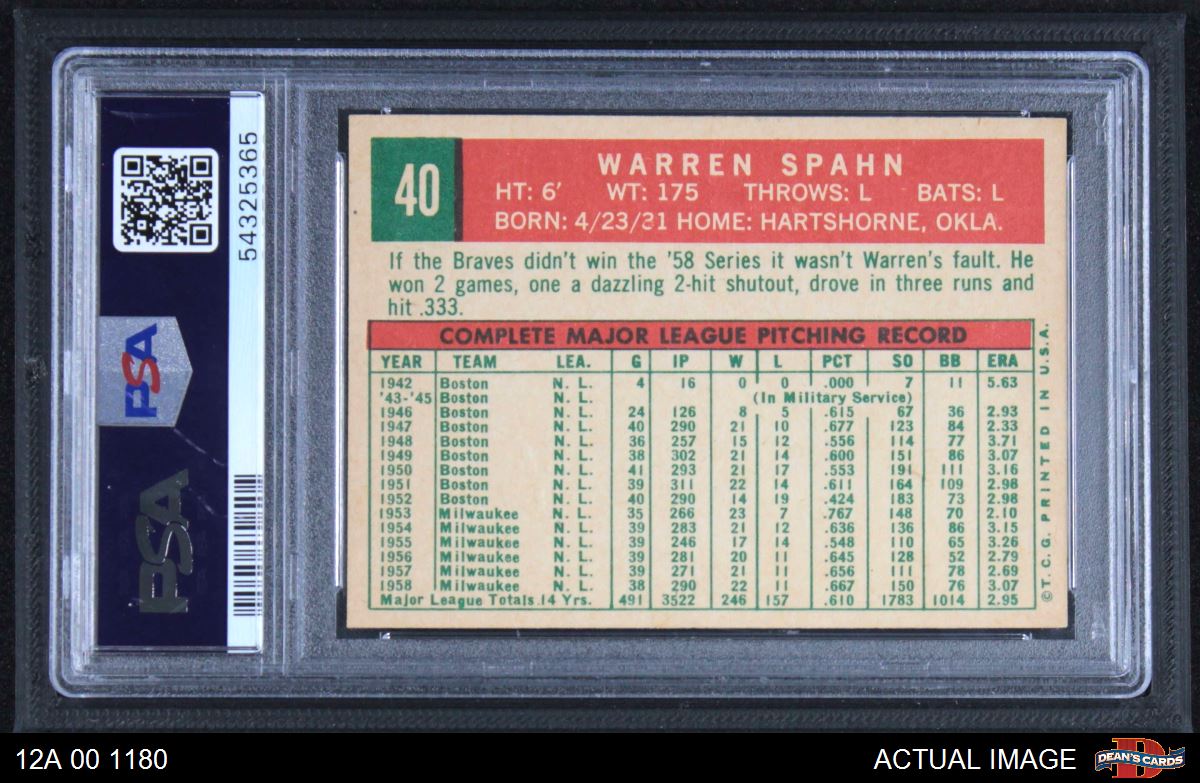 PSA
PSA
54325365
40
WARREN SPAHN
HT: 6' WT: 175 THROWS: L BATS: L
BORN: 4/23/31 HOME: HARTSHORNE, OKLA.
If the Braves didn't win the '58 Series it wasn't Warren's fault. He
won 2 games, one a dazzling 2-hit shutout, drove in three runs and
hit .333.
COMPLETE MAJOR LEAGUE PITCHING RECORD
YEAR TEAM LEA. G IP W L PCT SO BB ERA
1942 Boston N. L. 4 16 0 0 .000 7 11 5.63
'43-'45 Boston N. L. (In Military Service)
1946 Boston N. L. 24 126 8 5 .615 67 36 2.93
1947 Boston N. L. 40 290 21 10 .677 123 84 2.33
1948 Boston N. L. 36 257 15 12 .556 114 77 3.71
1949 Boston N. L. 38 302 21 14 .600 151 86 3.07
1950 Boston N. L. 41 293 21 17 .553 191 111 3.16
1951 Boston N. L. 39 311 22 14 .611 164 109 2.98
1952 Boston N. L. 40 290 14 19 .424 183 73 2.98
1953 Milwaukee N. L. 35 266 23 7 .767 148 70 2.10
1954 Milwaukee N. L. 39 283 21 12 .636 136 86 3.15
1955 Milwaukee N. L. 39 246 17 14 .548 110 65 3.26
1956 Milwaukee N. L. 39 281 20 11 .645 128 52 2.79
1957 Milwaukee N. L. 39 271 21 11 .656 111 78 2.69
1958 Milwaukee N. L. 38 290 22 11 .667 150 76 3.07
Major League Totals 14 Yrs. 491 3522 246 157 .610 1783 1014 2.95
© T. C. G. PRINTED IN U.S.A.
12A 00 1180
ACTUAL IMAGE
D
DEAN'S CARDS